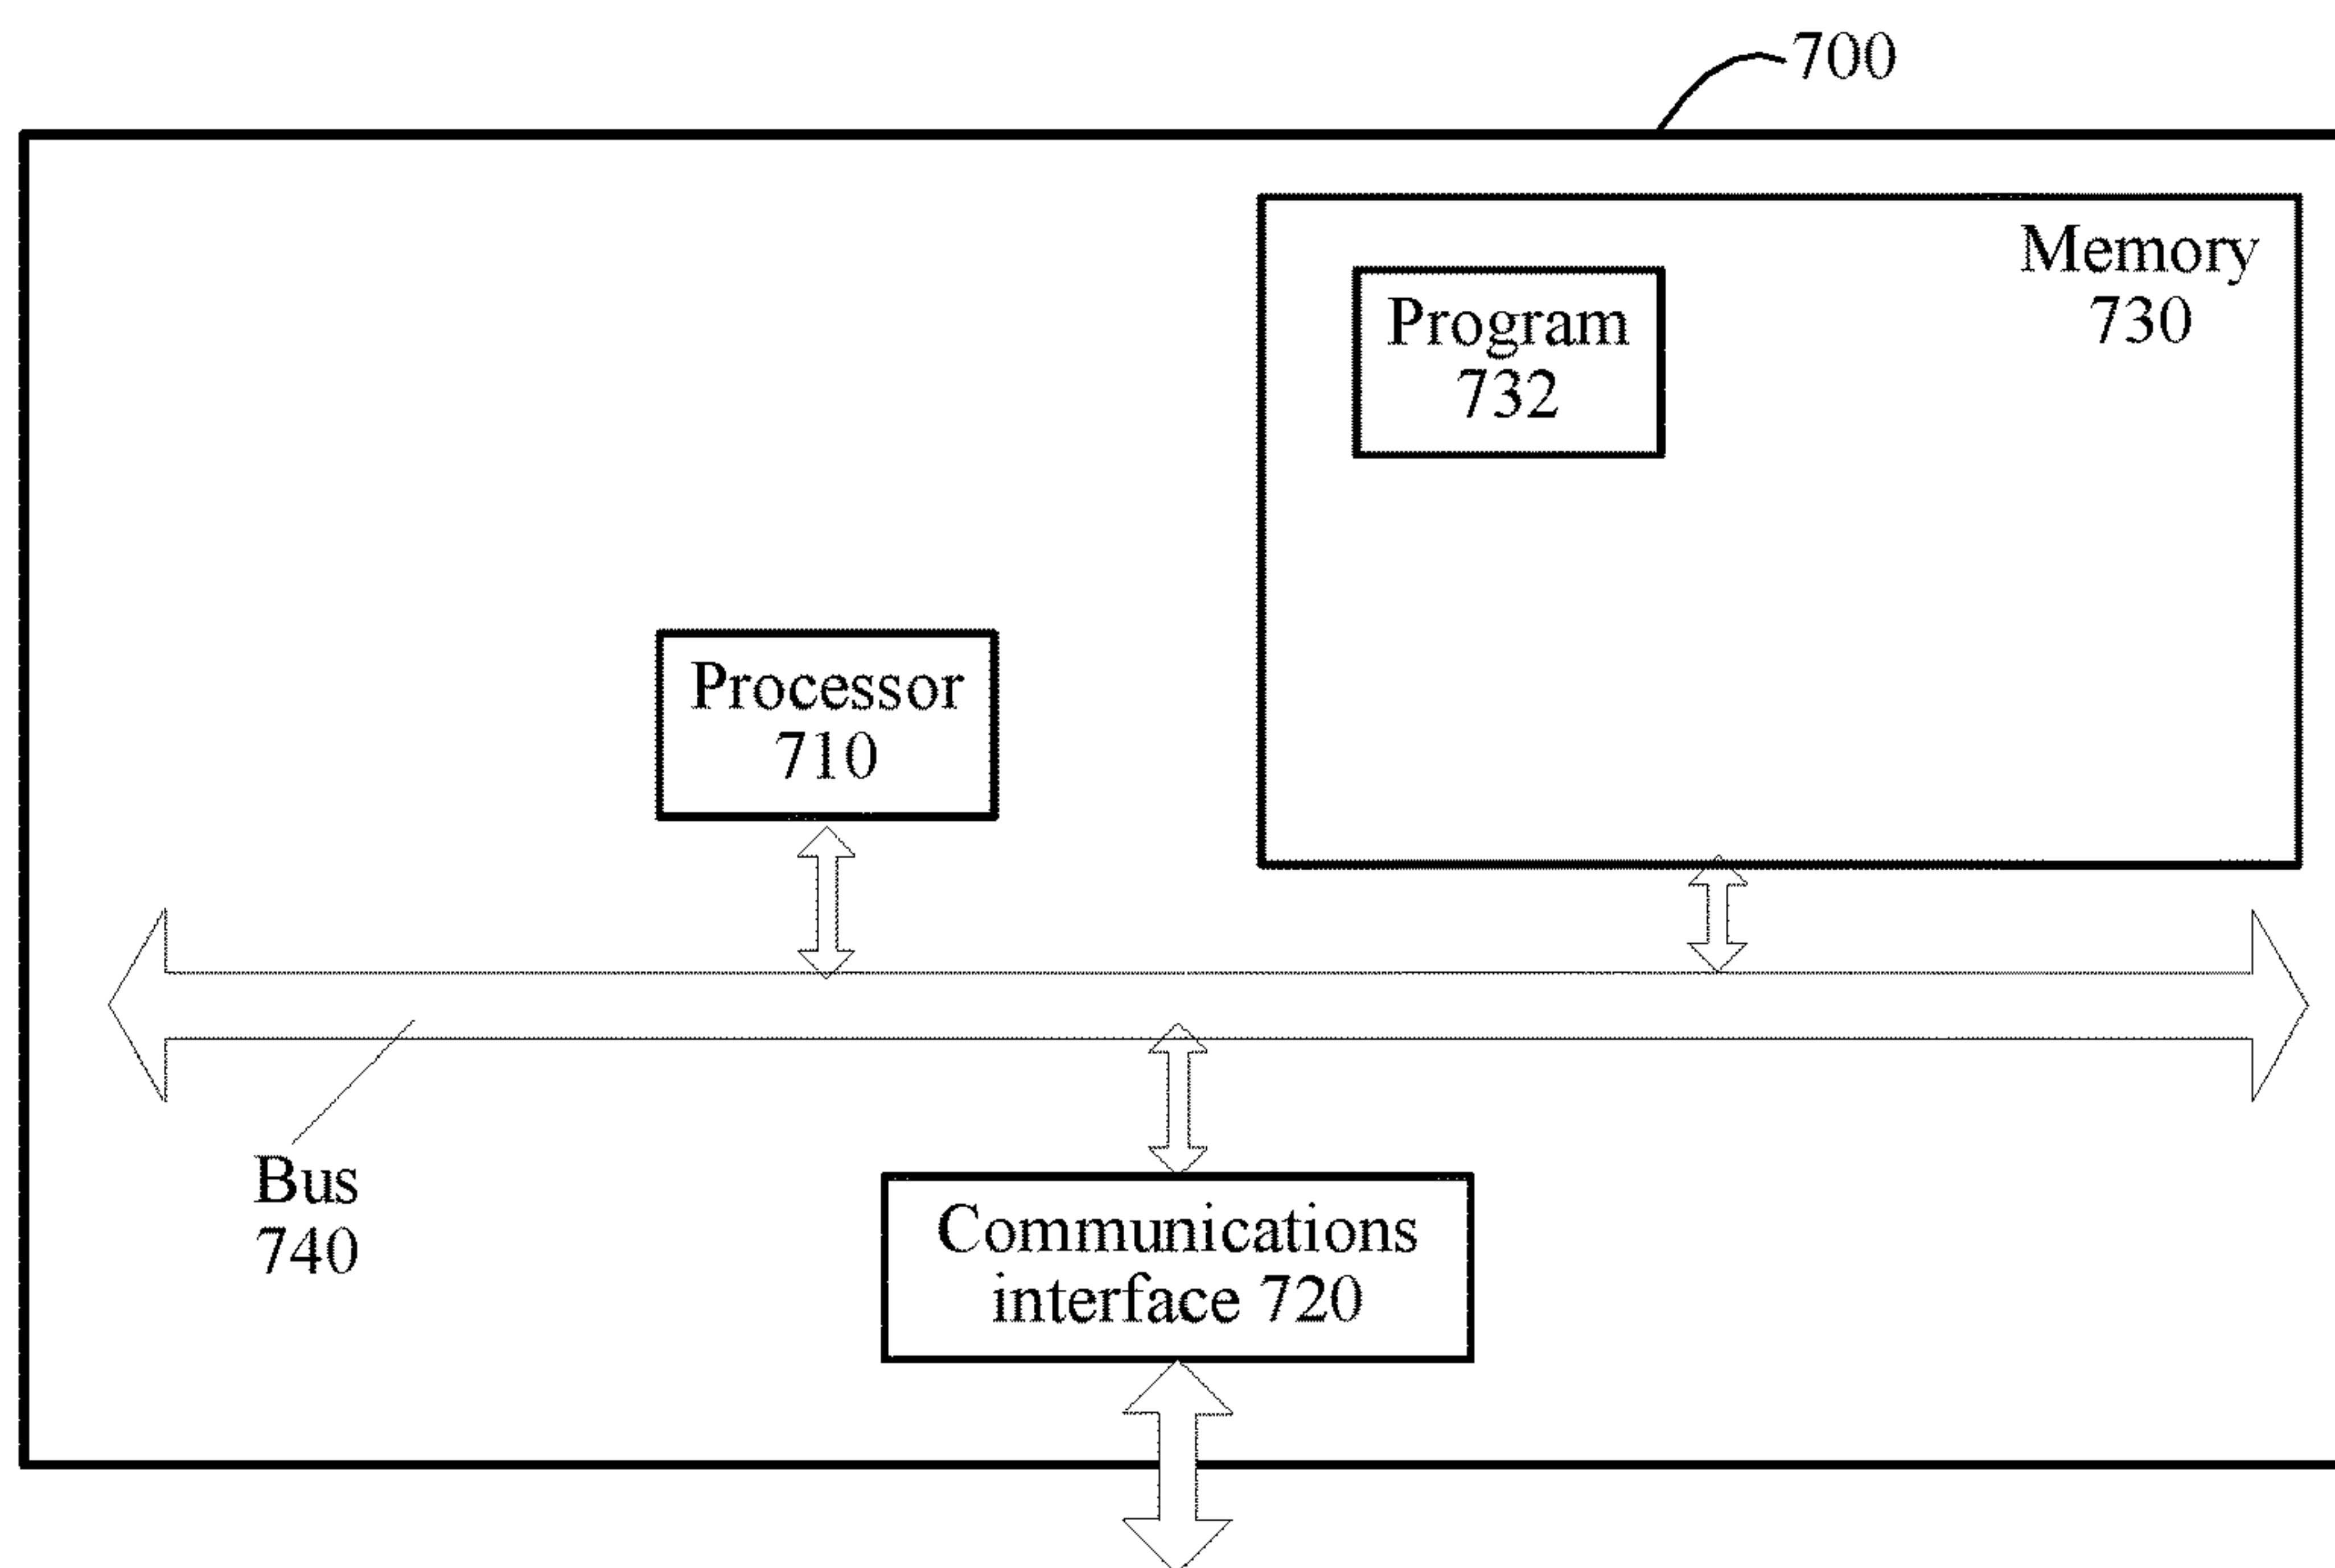 700
Memory
730
Program
732
Processor
710
Bus
740
Communications
interface 720